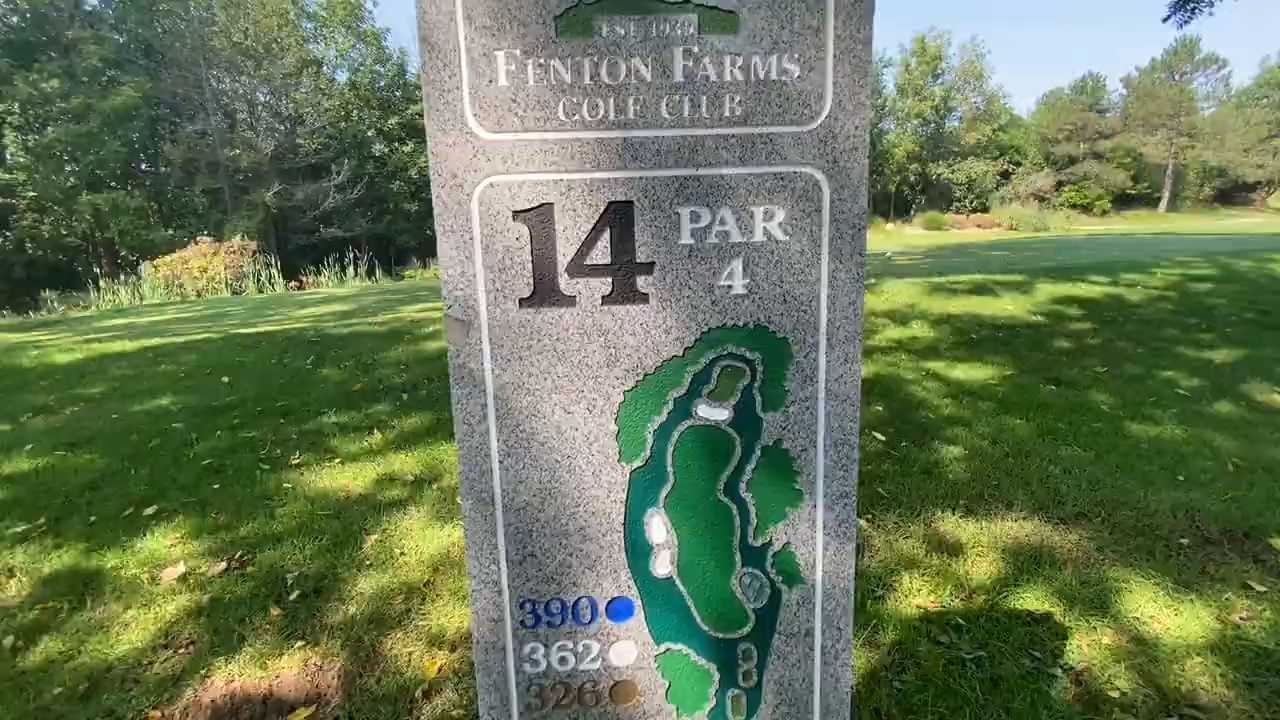 EST 1939
FENTON FARMS
GOLF CLUB
14
PAR
4
390
362
326